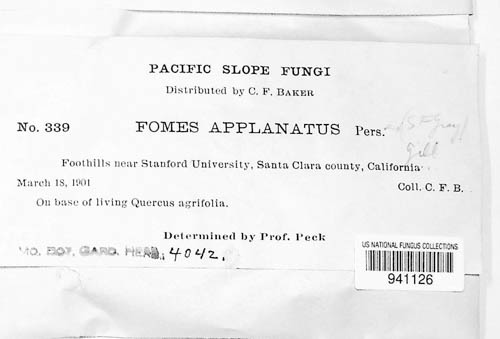 PACIFIC SLOPE FUNGI
Distributed by C. F. BAKER
No. 339 FOMES APPLANATUS Pers. (S F Gray)
Gill
Foothills near Stanford University, Santa Clara county, California
March 18, 1901 Coll. C. F. B.
On base of living Quercus agrifolia.
Determined by Prof. Peck
MO. BOT. GARD. HERB. 4042.
US NATIONAL FUNGUS COLLECTIONS
941126